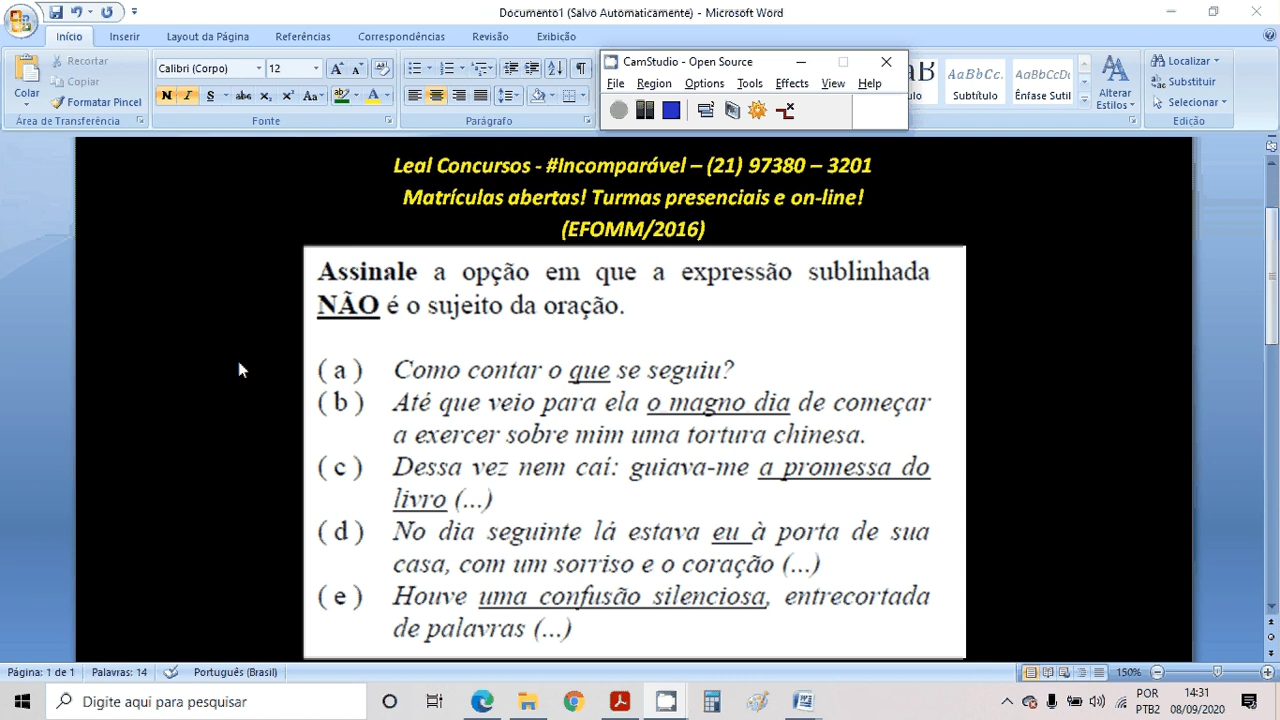 Documento1 (Salvo Automaticamente) - Microsoft Word
Início Inserir Layout da Página Referências Correspondências Revisão Exibição
Colar
Recortar
Copiar
Formatar Pincel
Área de Transferência
Calibri (Corpo) 12
N I S abc x₂ x² Aa
Fonte
Parágrafo
CamStudio - Open Source
File Region Options Tools Effects View Help
AaBbCc. AaBbCcDı
Subtítulo Ênfase Sutil
Alterar
Estilos
Localizar
Substituir
Selecionar
Edição
Leal Concursos - #Incomparável – (21) 97380 – 3201
Matrículas abertas! Turmas presenciais e on-line!
(EFOMM/2016)
Assinale a opção em que a expressão sublinhada
NÃO é o sujeito da oração.
( a ) Como contar o que se seguiu?
( b ) Até que veio para ela o magno dia de começar
a exercer sobre mim uma tortura chinesa.
( c ) Dessa vez nem caí: guiava-me a promessa do
livro (...)
( d ) No dia seguinte lá estava eu à porta de sua
casa, com um sorriso e o coração (...)
( e ) Houve uma confusão silenciosa, entrecortada
de palavras (...)
Página: 1 de 1 Palavras: 14 Português (Brasil) 150%
Digite aqui para pesquisar
POR
PTB2
14:31
08/09/2020